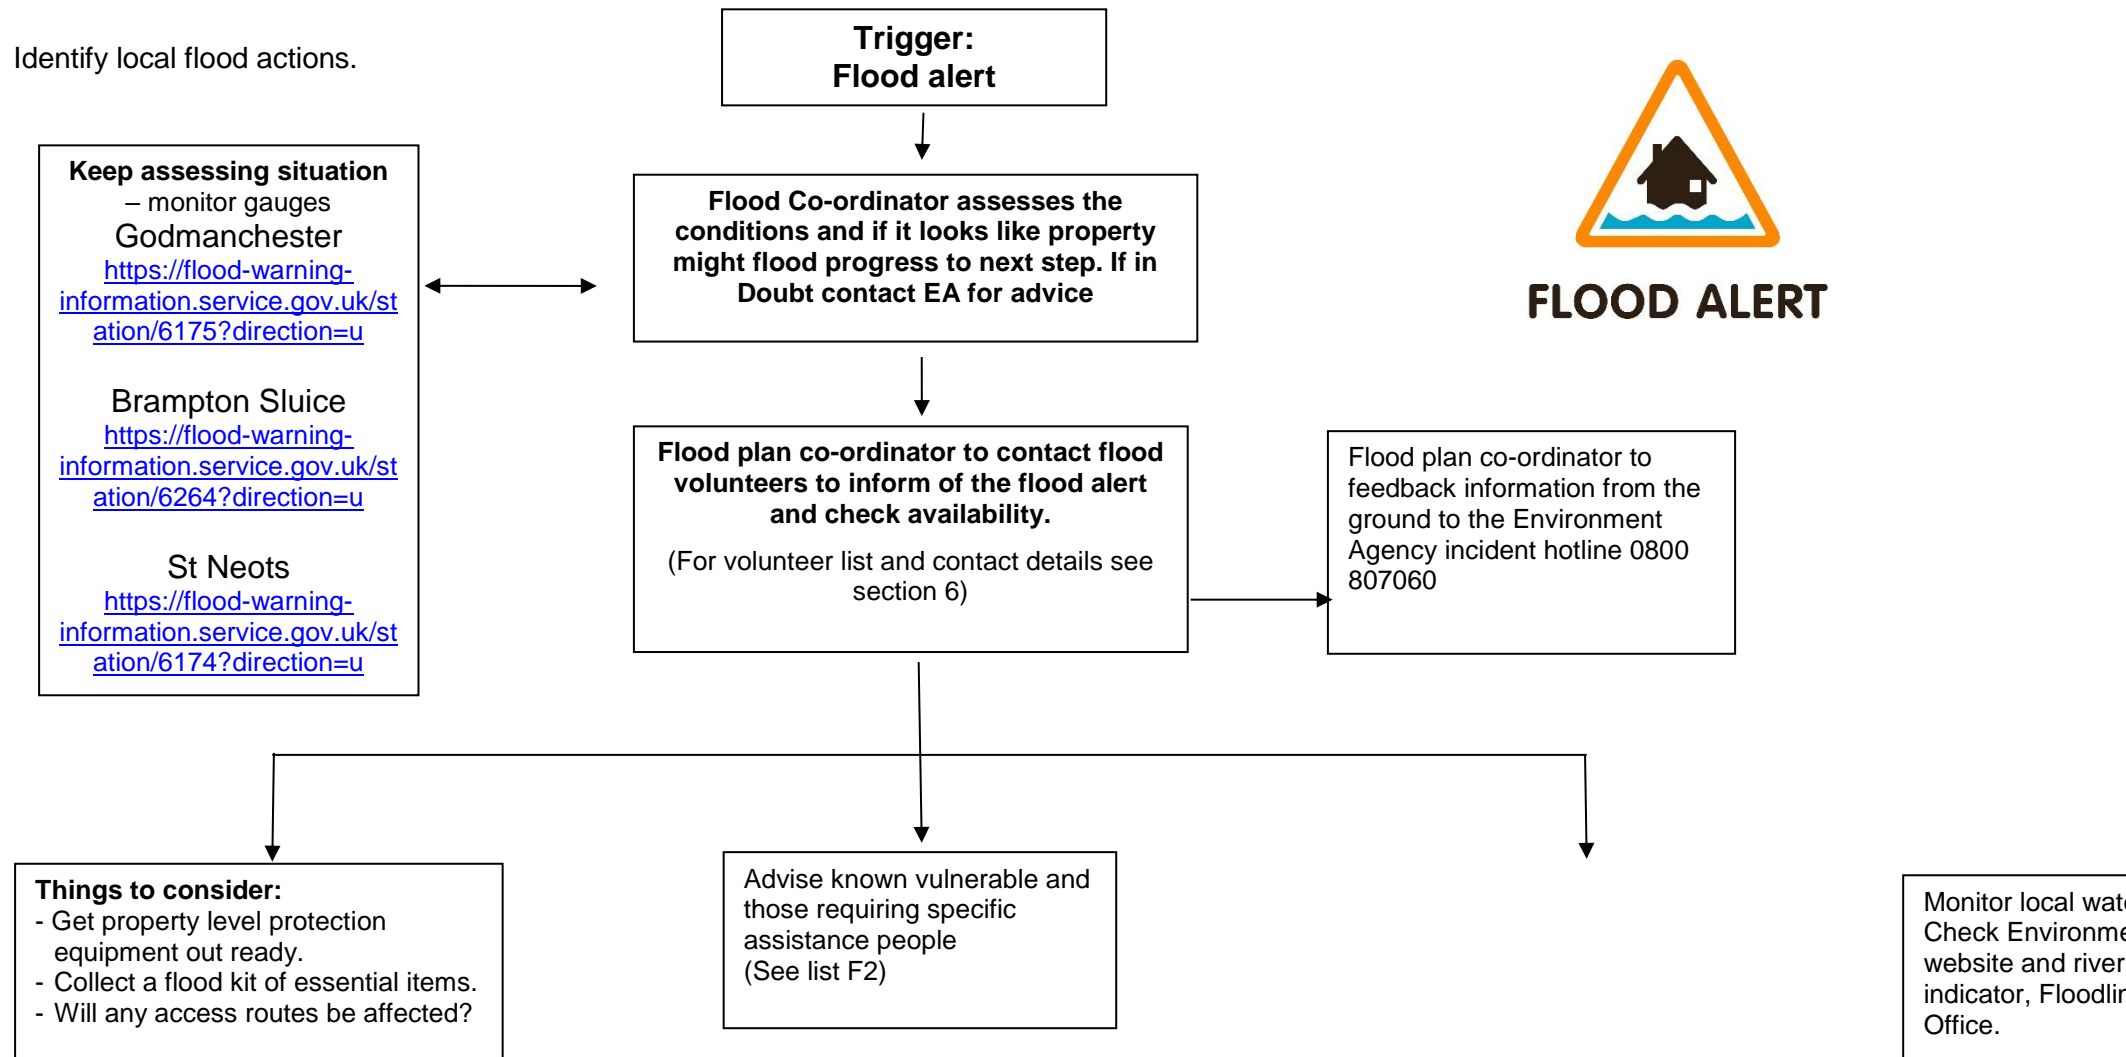 Identify local flood actions.
Trigger:
Flood alert
Keep assessing situation
– monitor gauges
Godmanchester
https://flood-warning-
information.service.gov.uk/st
ation/6175?direction=u
Brampton Sluice
https://flood-warning-
information.service.gov.uk/st
ation/6264?direction=u
St Neots
https://flood-warning-
information.service.gov.uk/st
ation/6174?direction=u
Flood Co-ordinator assesses the
conditions and if it looks like property
might flood progress to next step. If in
Doubt contact EA for advice
FLOOD ALERT
Flood plan co-ordinator to contact flood
volunteers to inform of the flood alert
and check availability.
(For volunteer list and contact details see
section 6)
Flood plan co-ordinator to
feedback information from the
ground to the Environment
Agency incident hotline 0800
807060
Things to consider:
- Get property level protection
equipment out ready.
- Collect a flood kit of essential items.
- Will any access routes be affected?
Advise known vulnerable and
those requiring specific
assistance people
(See list F2)
Monitor local
Check
website and river
indicator,
Office.